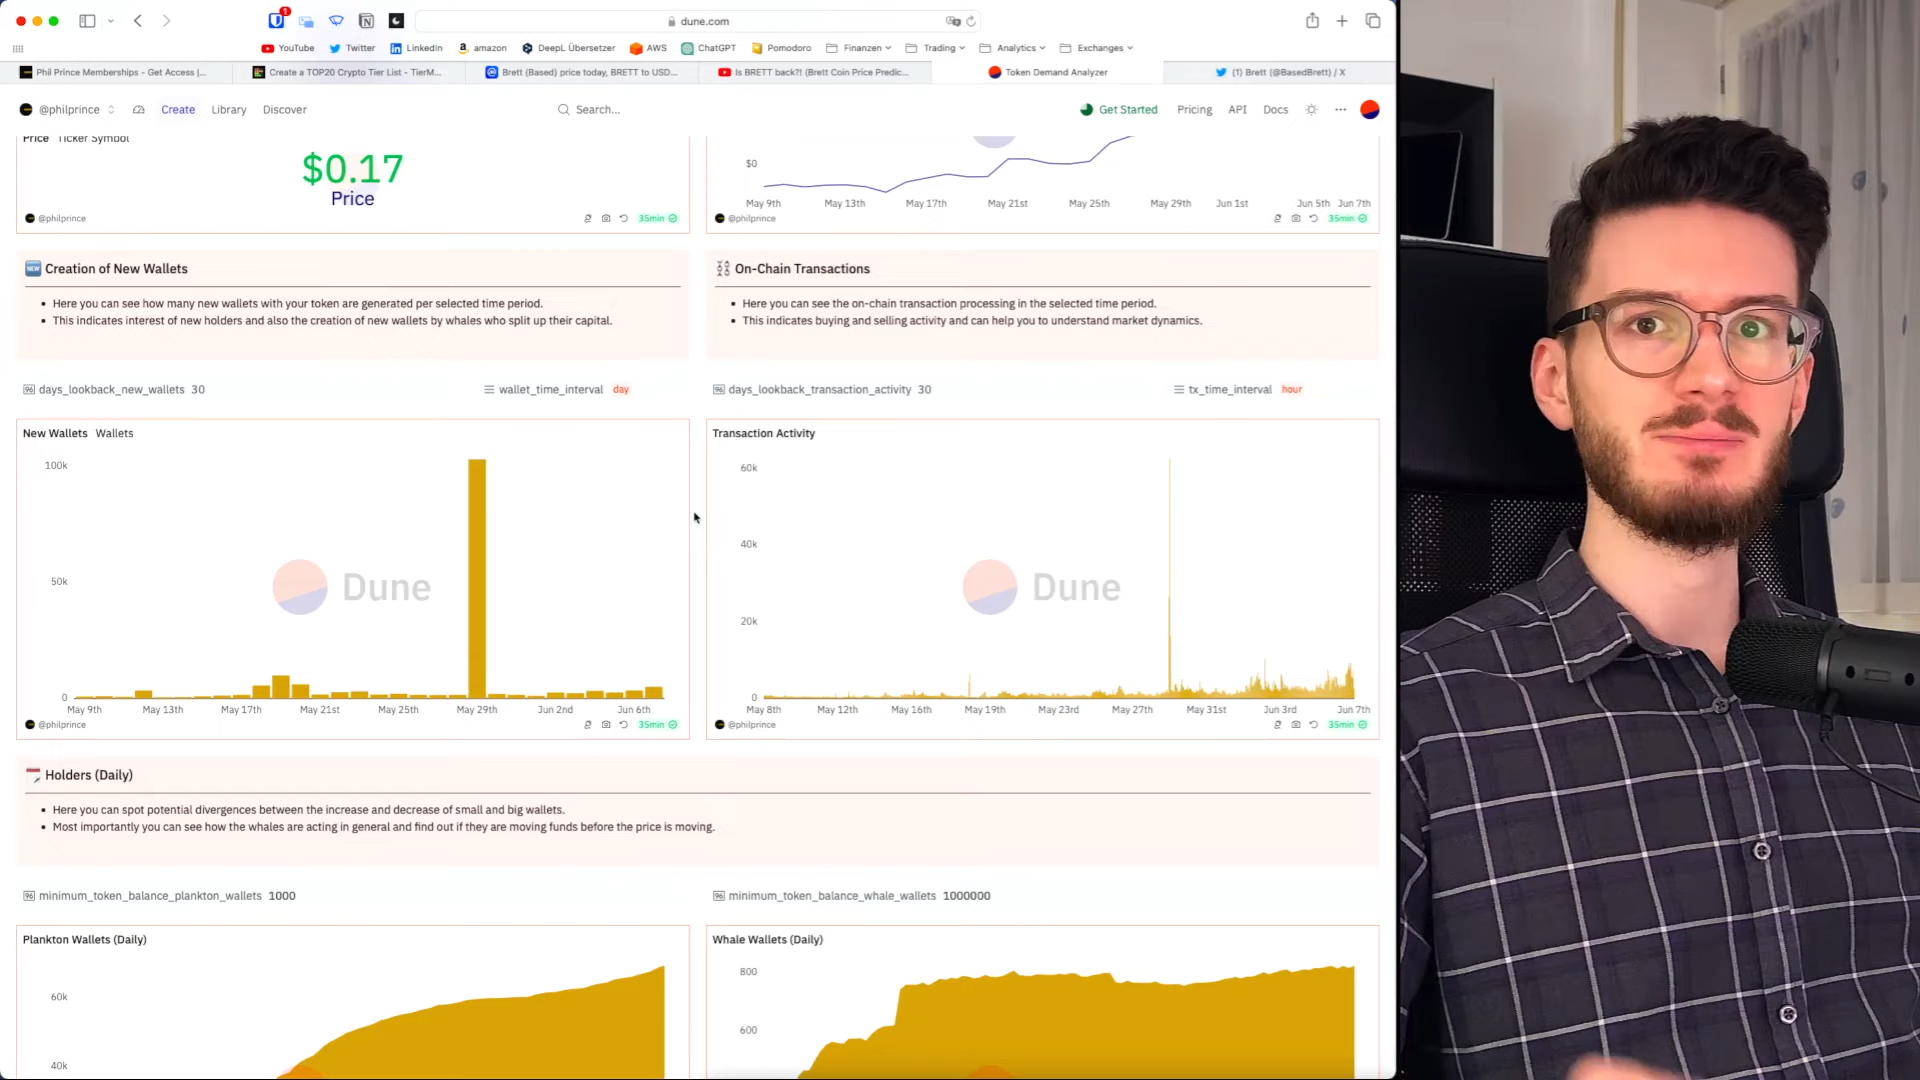 dune.com
1
YouTube
Twitter
LinkedIn
amazon
DeepL Übersetzer
AWS
ChatGPT
Pomodoro
Finanzen
Trading
Analytics
Exchanges
Phil Prince Memberships - Get Access |...
Create a TOP20 Crypto Tier List - TierM...
Brett (Based) price today, BRETT to USD...
Is BRETT back?! (Brett Coin Price Predic...
Token Demand Analyzer
(1) Brett (@BasedBrett) / X
@philprince
Create
Library
Discover
Search...
Get Started
Pricing
API
Docs
Price Ticker Symbol
$0.17
Price
@philprince
35min
$0
May 9th May 13th May 17th May 21st May 25th May 29th Jun 1st Jun 5th Jun 7th
@philprince
35min
NEW Creation of New Wallets
Here you can see how many new wallets with your token are generated per selected time period.
This indicates interest of new holders and also the creation of new wallets by whales who split up their capital.
On-Chain Transactions
Here you can see the on-chain transaction processing in the selected time period.
This indicates buying and selling activity and can help you to understand market dynamics.
days_lookback_new_wallets 30
wallet_time_interval day
days_lookback_transaction_activity 30
tx_time_interval hour
New Wallets Wallets
100k
50k
0
Dune
May 9th May 13th May 17th May 21st May 25th May 29th Jun 2nd Jun 6th
@philprince
35min
Transaction Activity
60k
40k
20k
0
Dune
May 8th May 12th May 16th May 19th May 23rd May 27th May 31st Jun 3rd Jun 7th
@philprince
35min
Holders (Daily)
Here you can spot potential divergences between the increase and decrease of small and big wallets.
Most importantly you can see how the whales are acting in general and find out if they are moving funds before the price is moving.
minimum_token_balance_plankton_wallets 1000
minimum_token_balance_whale_wallets 1000000
Plankton Wallets (Daily)
60k
40k
Whale Wallets (Daily)
800
600